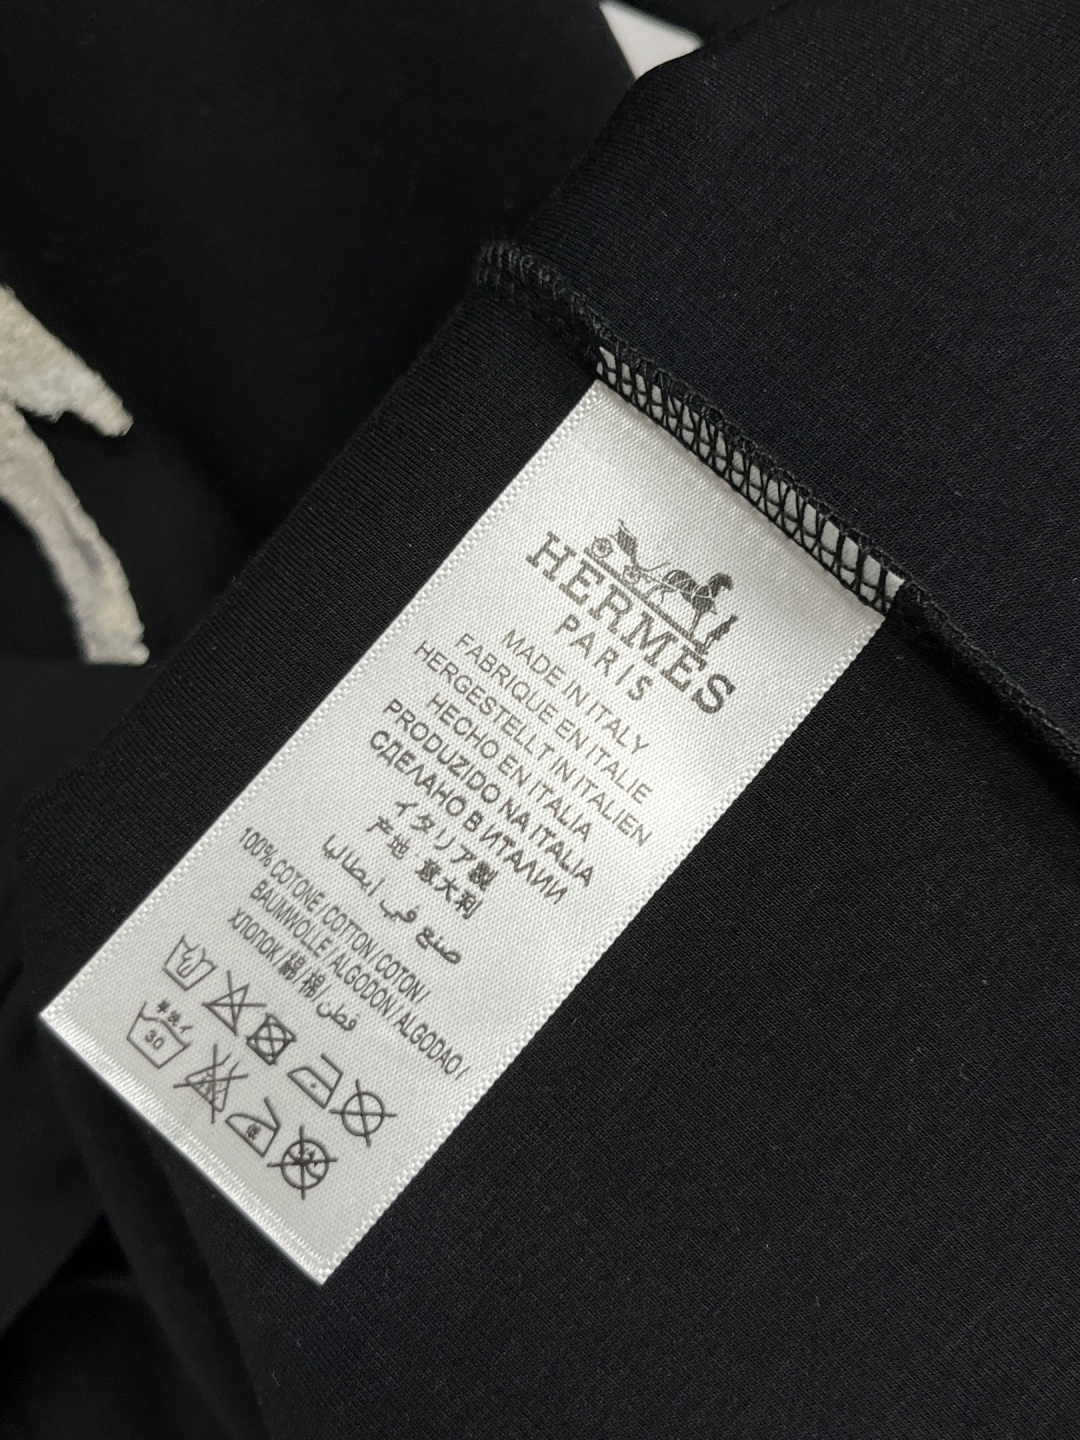 HERMES
PARIS
MADE IN ITALY
FABRIQUE EN ITALIE
HERGESTELLT IN ITALIEN
HECHO EN ITALIA
PRODUZIDO NA ITALIA
СДЕЛАНО В ИТАЛИИ
イタリア製
产地:意大利
صنع في ايطاليا
100% COTONE/COTTON/COTON/
BAUMWOLLE/ALGODON/ALGODAO/
ХЛОПОК/綿/棉/قطن
30